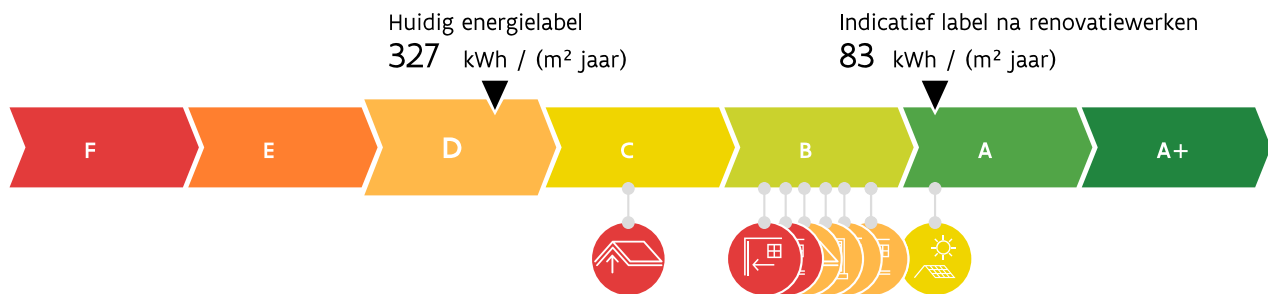 Huidig energielabel
327 kWh / (m² jaar)
Indicatief label na renovatiewerken
83 kWh / (m² jaar)
F E D C B A A+